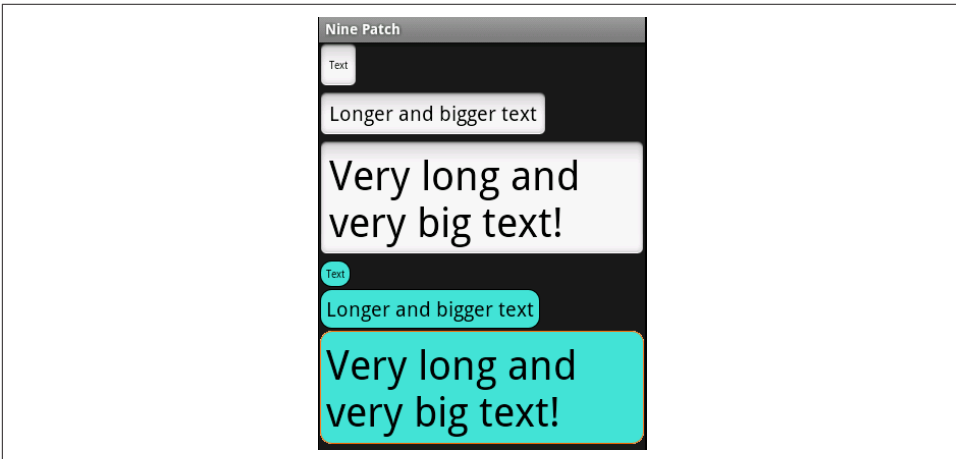 Nine Patch
Text
Longer and bigger text
Very long and
very big text!
Text
Longer and bigger text
Very long and
very big text!